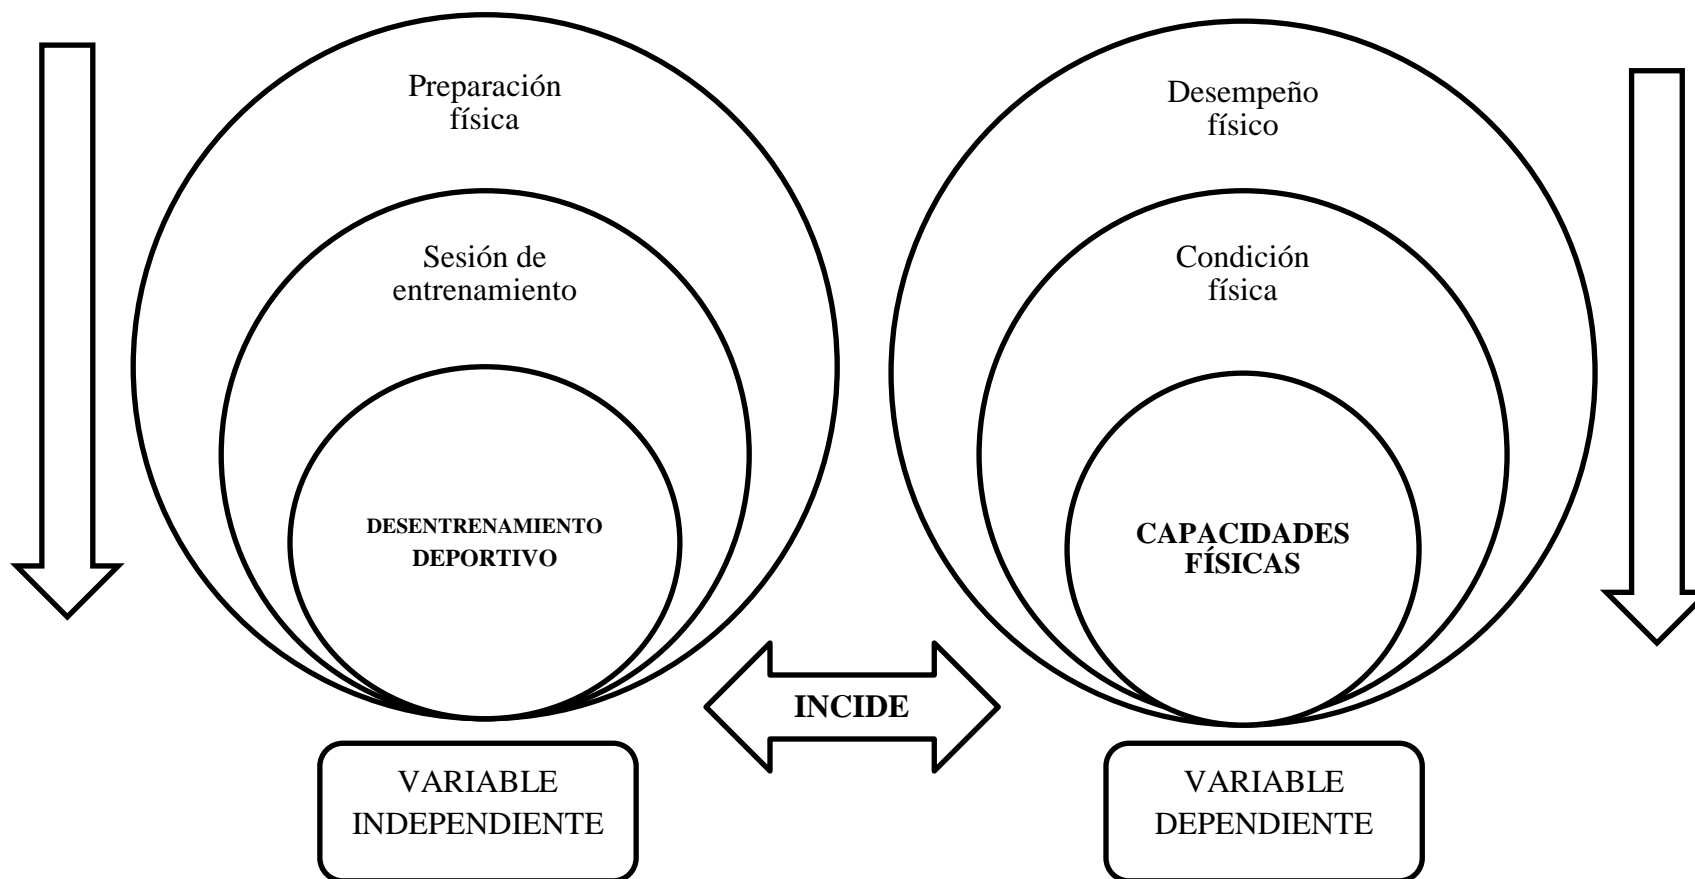 Preparación
física
Sesión de
entrenamiento
DESENTRENAMIENTO
DEPORTIVO
Desempeño
físico
Condición
física
CAPACIDADES
FÍSICAS
INCIDE
VARIABLE
INDEPENDIENTE
VARIABLE
DEPENDIENTE